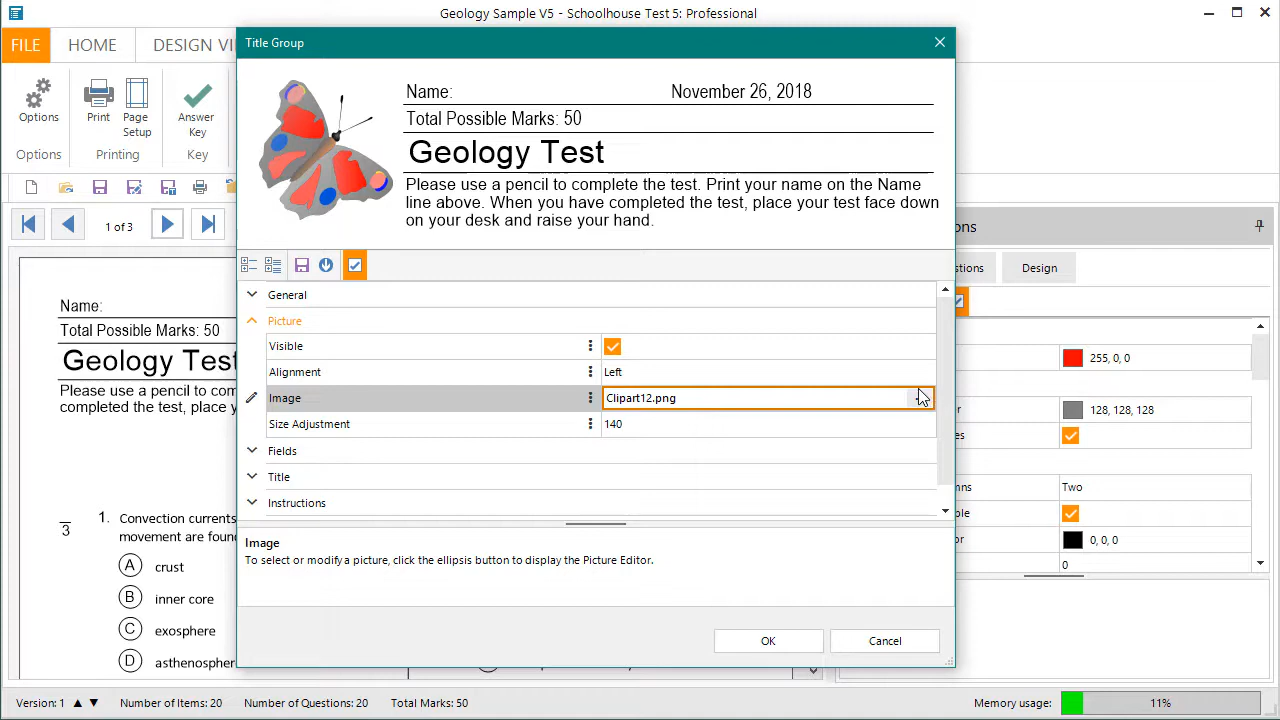 Geology Sample V5 - Schoolhouse Test 5: Professional
FILE
HOME
DESIGN VI
Title Group
Options
Print
Page
Setup
Answer
Key
Options
Printing
Key
Name:
November 26, 2018
Total Possible Marks: 50
Geology Test
Please use a pencil to complete the test. Print your name on the Name
line above. When you have completed the test, place your test face down
on your desk and raise your hand.
1 of 3
ons
stions
Design
General
Picture
Visible
Alignment
Left
Image
Clipart12.png
Size Adjustment
140
Fields
Title
Instructions
Image
To select or modify a picture, click the ellipsis button to display the Picture Editor.
OK
Cancel
Name:
Total Possible Marks: 50
Geology Tes
Please use a pencil to
completed the test, place y
3
1. Convection currents
movement are foun
A crust
B inner core
C exosphere
D asthenospher
255, 0, 0
er
128, 128, 128
es
mns
Two
ble
or
0, 0, 0
0
Version: 1
Number of Items: 20
Number of Questions: 20
Total Marks: 50
Memory usage:
11%